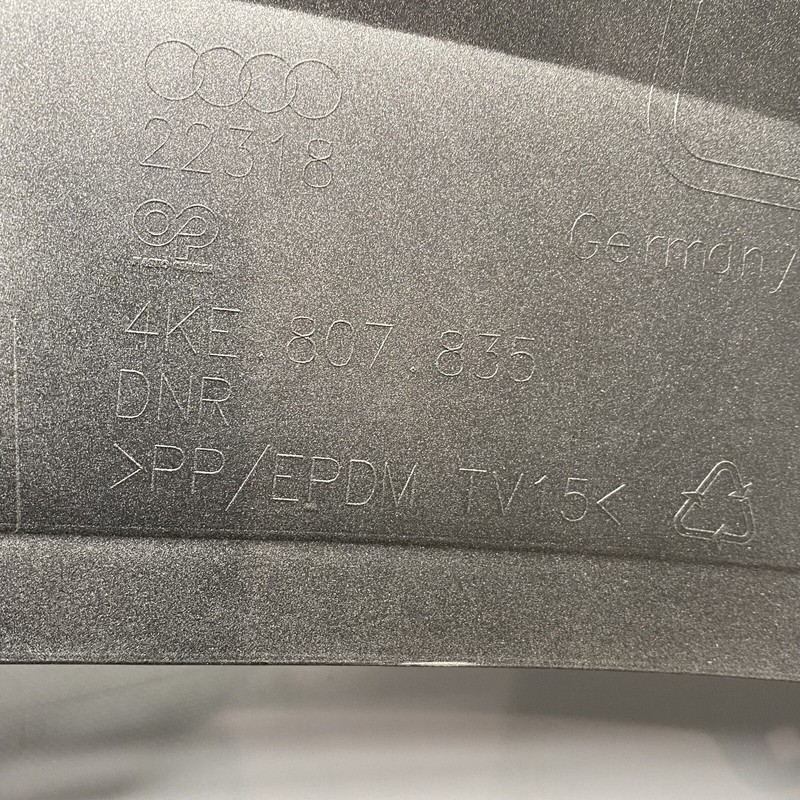 22318
Germany
4KE 807.835
DNR
>PP/EPDM TV15<